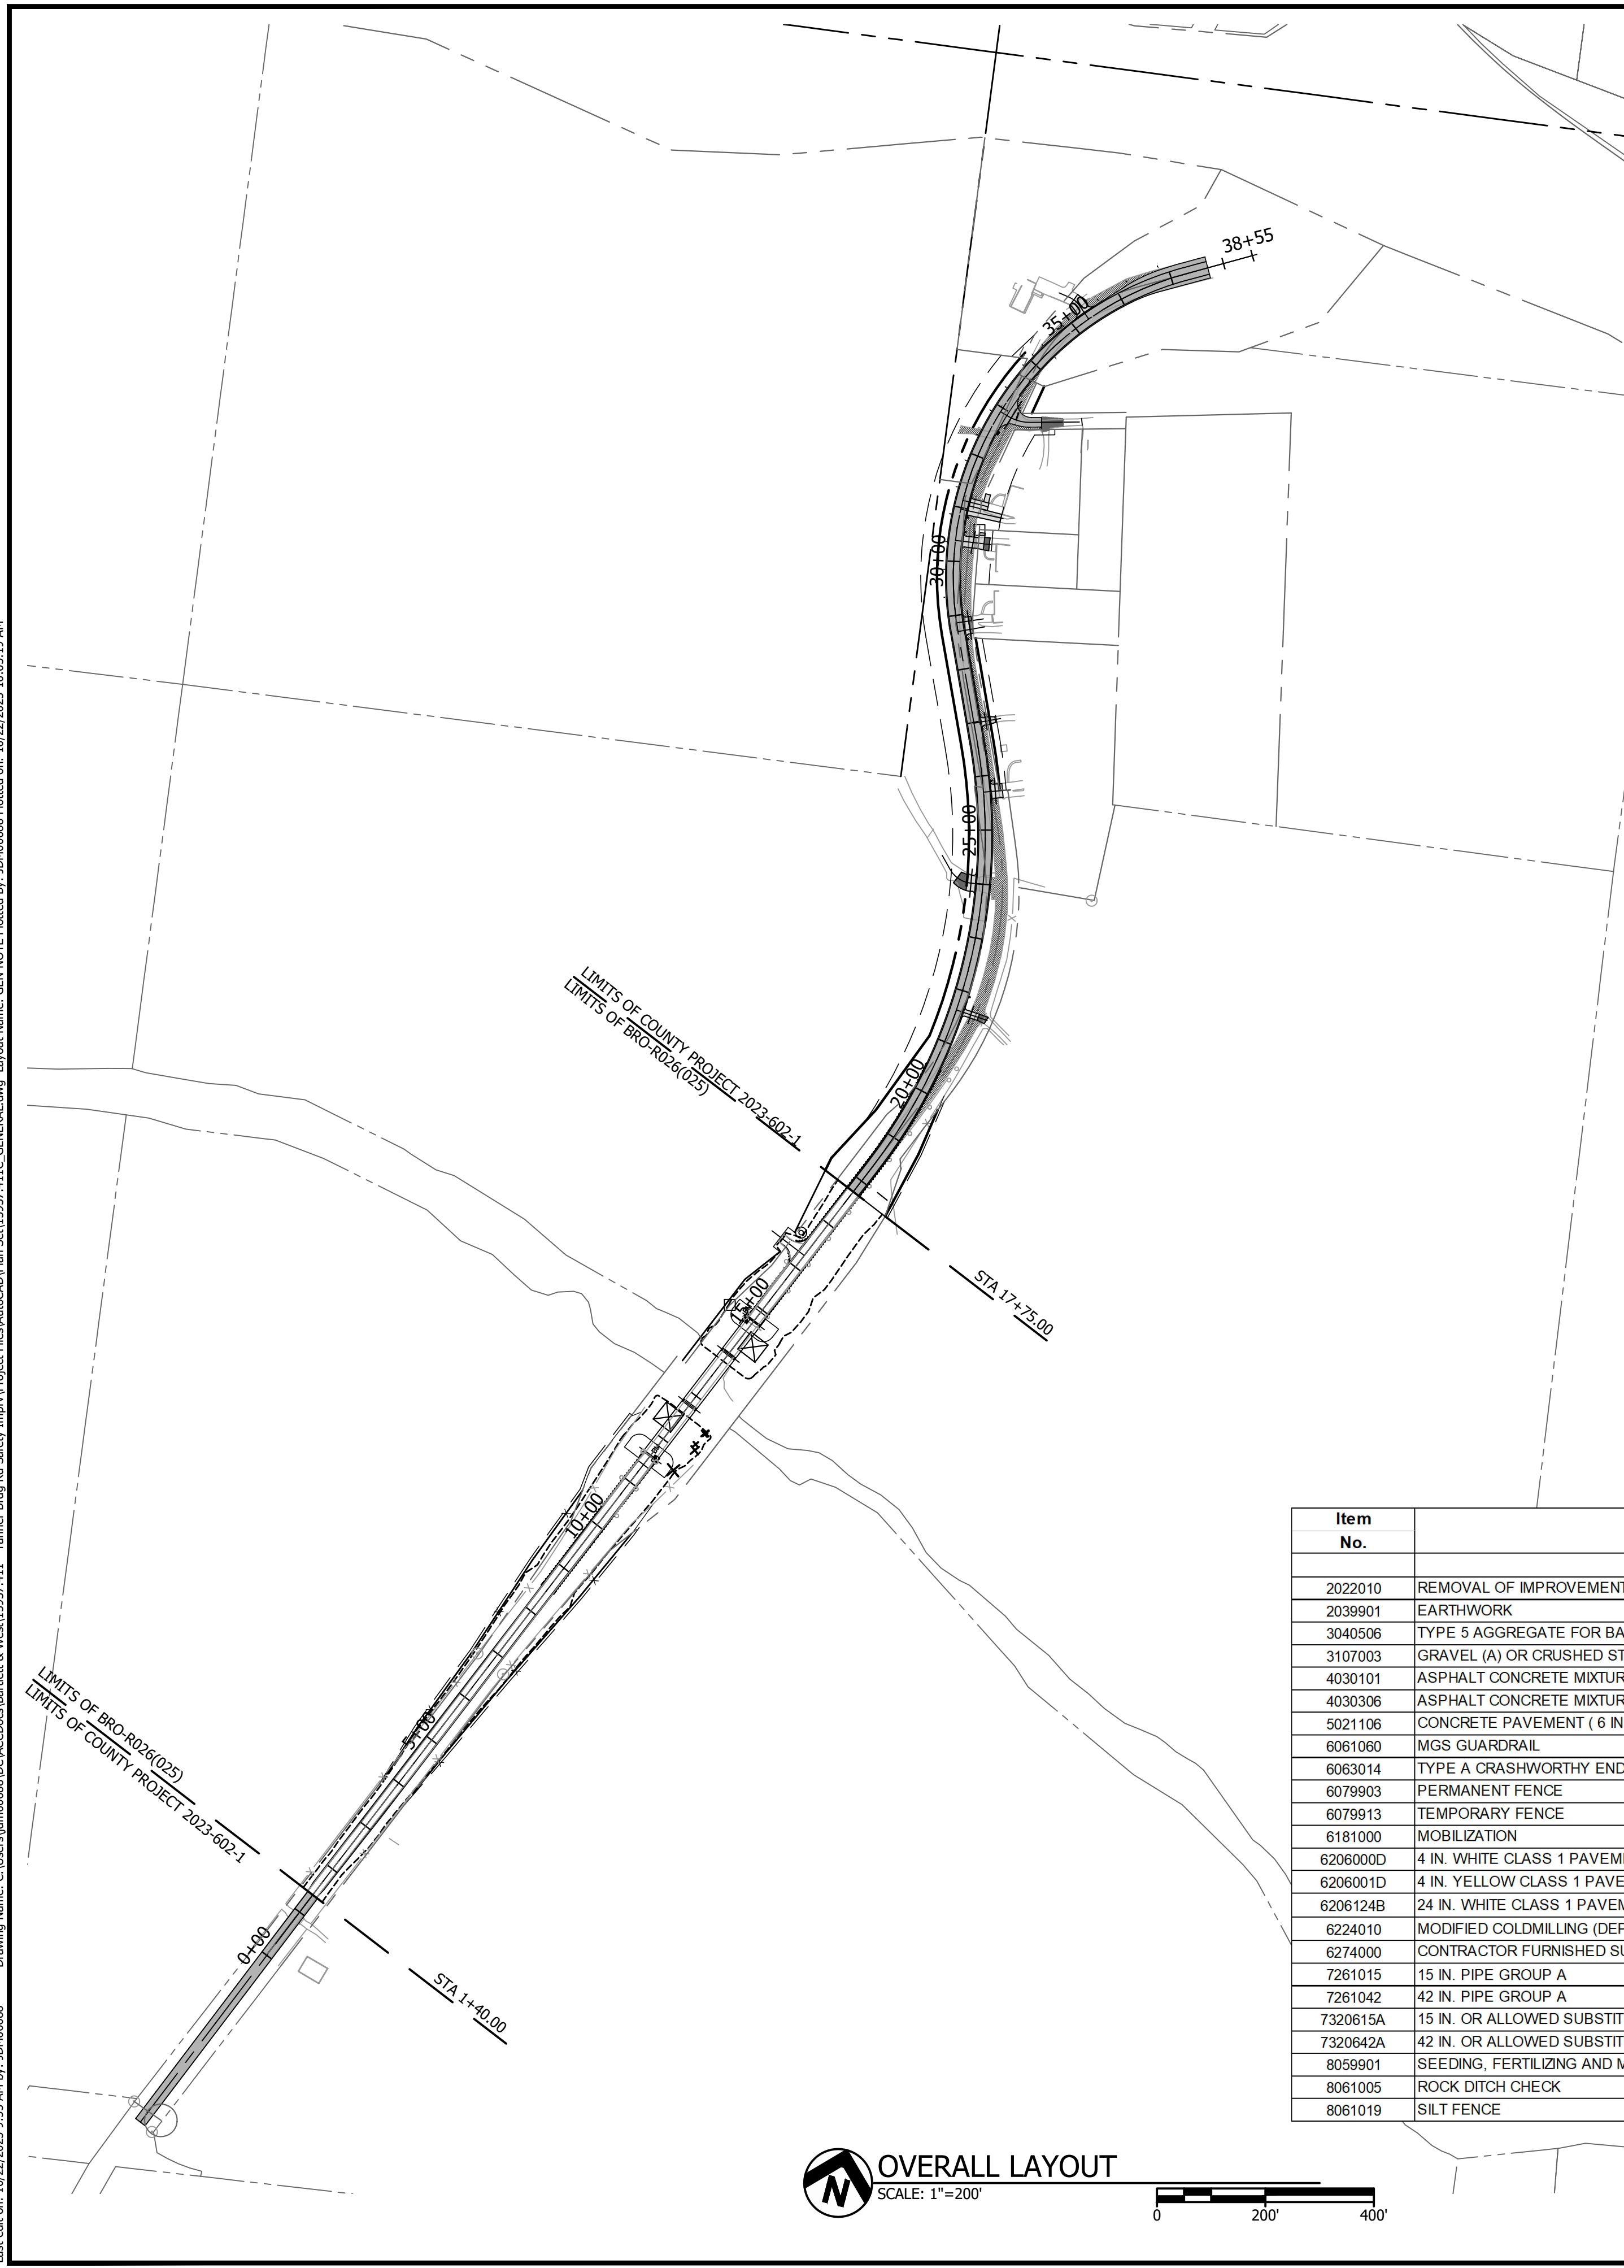 38+55
35+00
30+00
25+00
LIMITS OF COUNTY PROJECT 2023-602-1
LIMITS OF BRO-R026(025)
20+00
STA 17+75.00
15+00
10+00
5+00
LIMITS OF BRO-R026(025)
LIMITS OF COUNTY PROJECT 2023-602-1
0+00
STA 1+40.00
Item
No.
2022010 REMOVAL OF IMPROVEMENT
2039901 EARTHWORK
3040506 TYPE 5 AGGREGATE FOR BA
3107003 GRAVEL (A) OR CRUSHED ST
4030101 ASPHALT CONCRETE MIXTUR
4030306 ASPHALT CONCRETE MIXTUR
5021106 CONCRETE PAVEMENT ( 6 IN
6061060 MGS GUARDRAIL
6063014 TYPE A CRASHWORTHY END
6079903 PERMANENT FENCE
6079913 TEMPORARY FENCE
6181000 MOBILIZATION
6206000D 4 IN. WHITE CLASS 1 PAVEM
6206001D 4 IN. YELLOW CLASS 1 PAVE
6206124B 24 IN. WHITE CLASS 1 PAVEM
6224010 MODIFIED COLDMILLING (DEP
6274000 CONTRACTOR FURNISHED SU
7261015 15 IN. PIPE GROUP A
7261042 42 IN. PIPE GROUP A
7320615A 15 IN. OR ALLOWED SUBSTIT
7320642A 42 IN. OR ALLOWED SUBSTIT
8059901 SEEDING, FERTILIZING AND M
8061005 ROCK DITCH CHECK
8061019 SILT FENCE
N
OVERALL LAYOUT
SCALE: 1"=200'
0 200' 400'